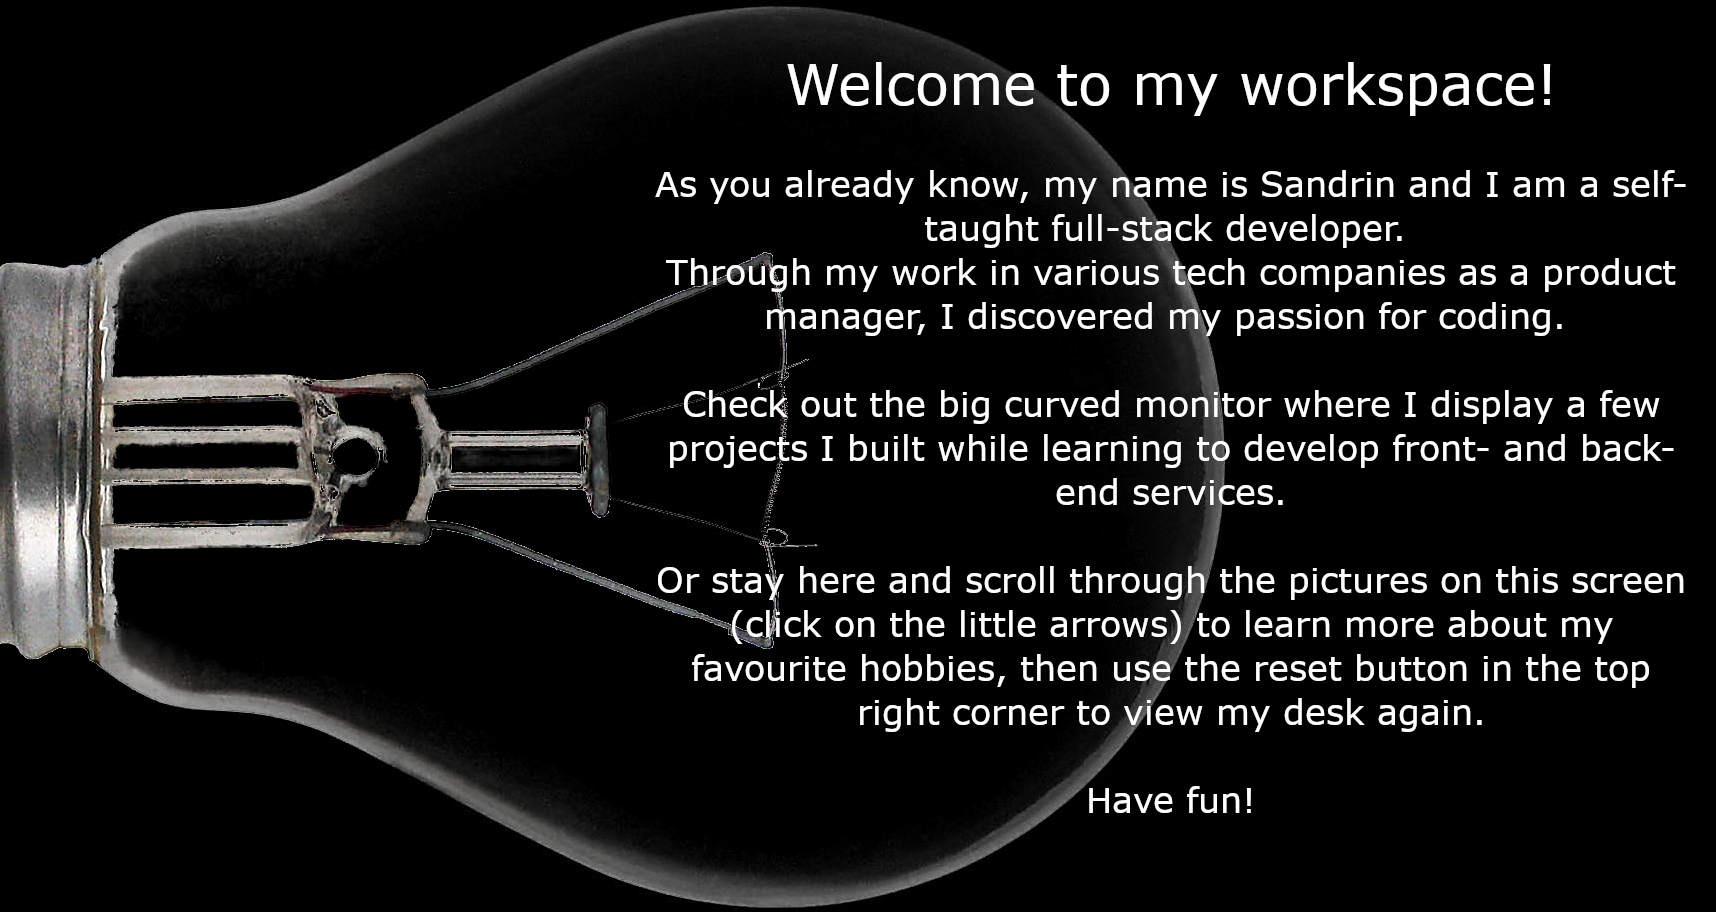 Welcome to my workspace!
As you already know, my name is Sandrin and I am a self-
taught full-stack developer.
Through my work in various tech companies as a product
manager, I discovered my passion for coding.
Check out the big curved monitor where I display a few
projects I built while learning to develop front- and back-
end services.
Or stay here and scroll through the pictures on this screen
(click on the little arrows) to learn more about my
favourite hobbies, then use the reset button in the top
right corner to view my desk again.
Have fun!